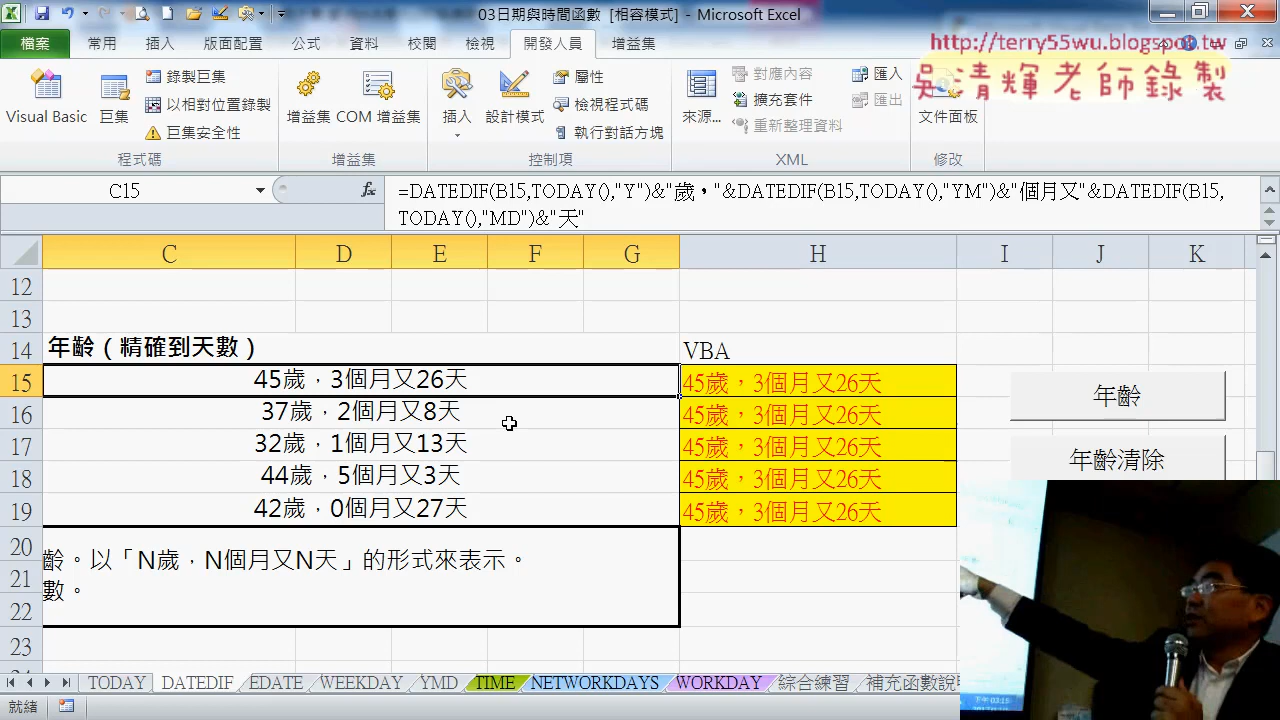 03日期與時間函數 [相容模式] - Microsoft Excel
http://terry55wu.blogspot.tw
吳清輝老師錄製
檔案 常用 插入 版面配置 公式 資料 校閱 檢視 開發人員 增益集
Visual Basic 巨集 錄製巨集 以相對位置錄製 巨集安全性
增益集 COM 增益集
插入 設計模式 屬性 檢視程式碼 執行對話方塊
來源... 對應內容 擴充套件 重新整理資料 匯入 匯出
文件面板
程式碼 增益集 控制項 XML 修改
C15 fx =DATEDIF(B15,TODAY(),"Y")&"歲，"&DATEDIF(B15,TODAY(),"YM")&"個月又"&DATEDIF(B15,
TODAY(),"MD")&"天"
C D E F G H I J K
12
13
14 年齡（精確到天數） VBA
15 45歲，3個月又26天 45歲，3個月又26天 年齡
16 37歲，2個月又8天 45歲，3個月又26天
17 32歲，1個月又13天 45歲，3個月又26天 年齡清除
18 44歲，5個月又3天 45歲，3個月又26天
19 42歲，0個月又27天 45歲，3個月又26天
20 齡。以「N歲，N個月又N天」的形式來表示。
21 數。
22
23
TODAY DATEDIF EDATE WEEKDAY YMD TIME NETWORKDAYS WORKDAY 綜合練習 補充函數說
就緒